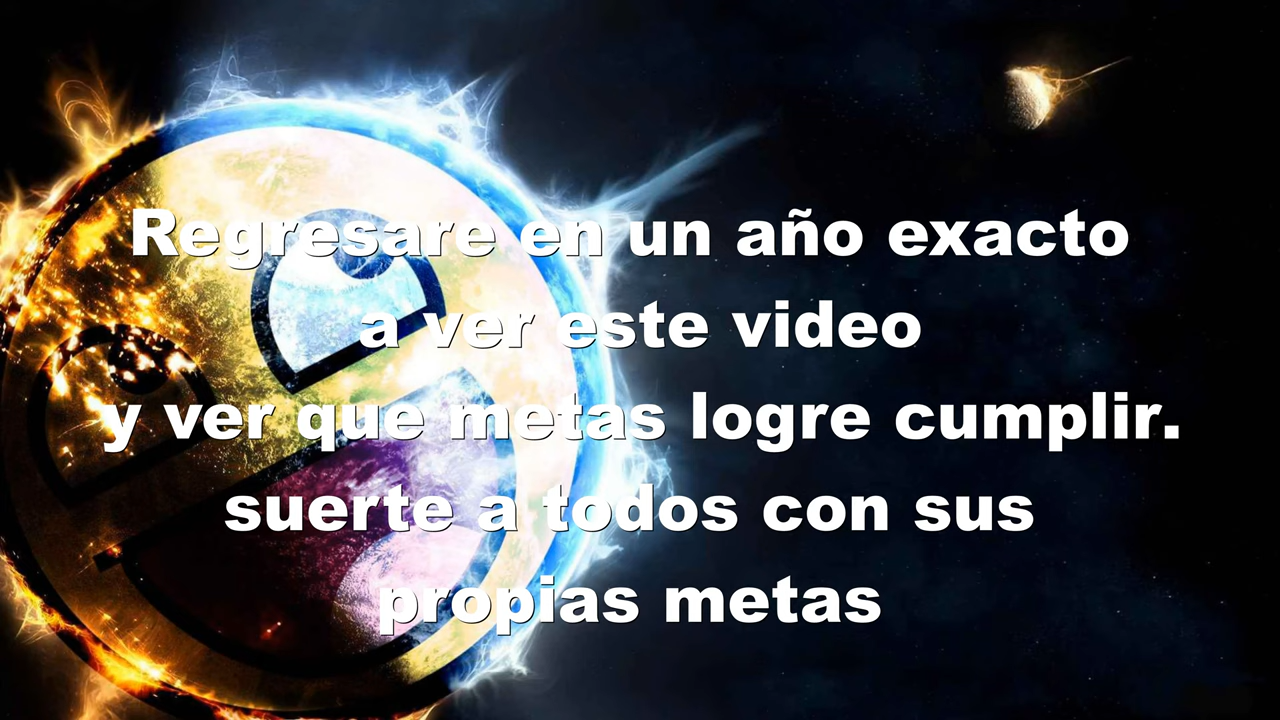 Regresare en un año exacto
a ver este video
y ver que metas logre cumplir.
suerte a todos con sus
propias metas